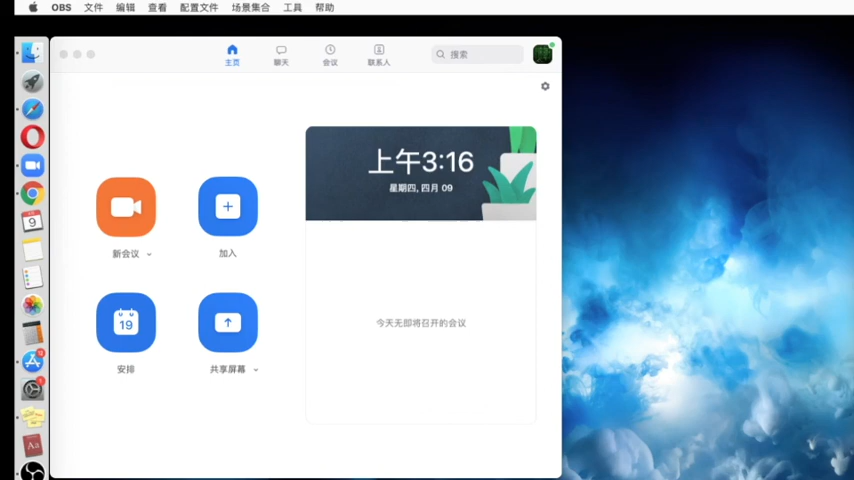 OBS 文件 编辑 查看 配置文件 场景集合 工具 帮助
主页 聊天 会议 联系人 搜索
上午3:16
星期四, 四月 09
新会议 加入
今天无即将召开的会议
19
安排 共享屏幕
9
Aa